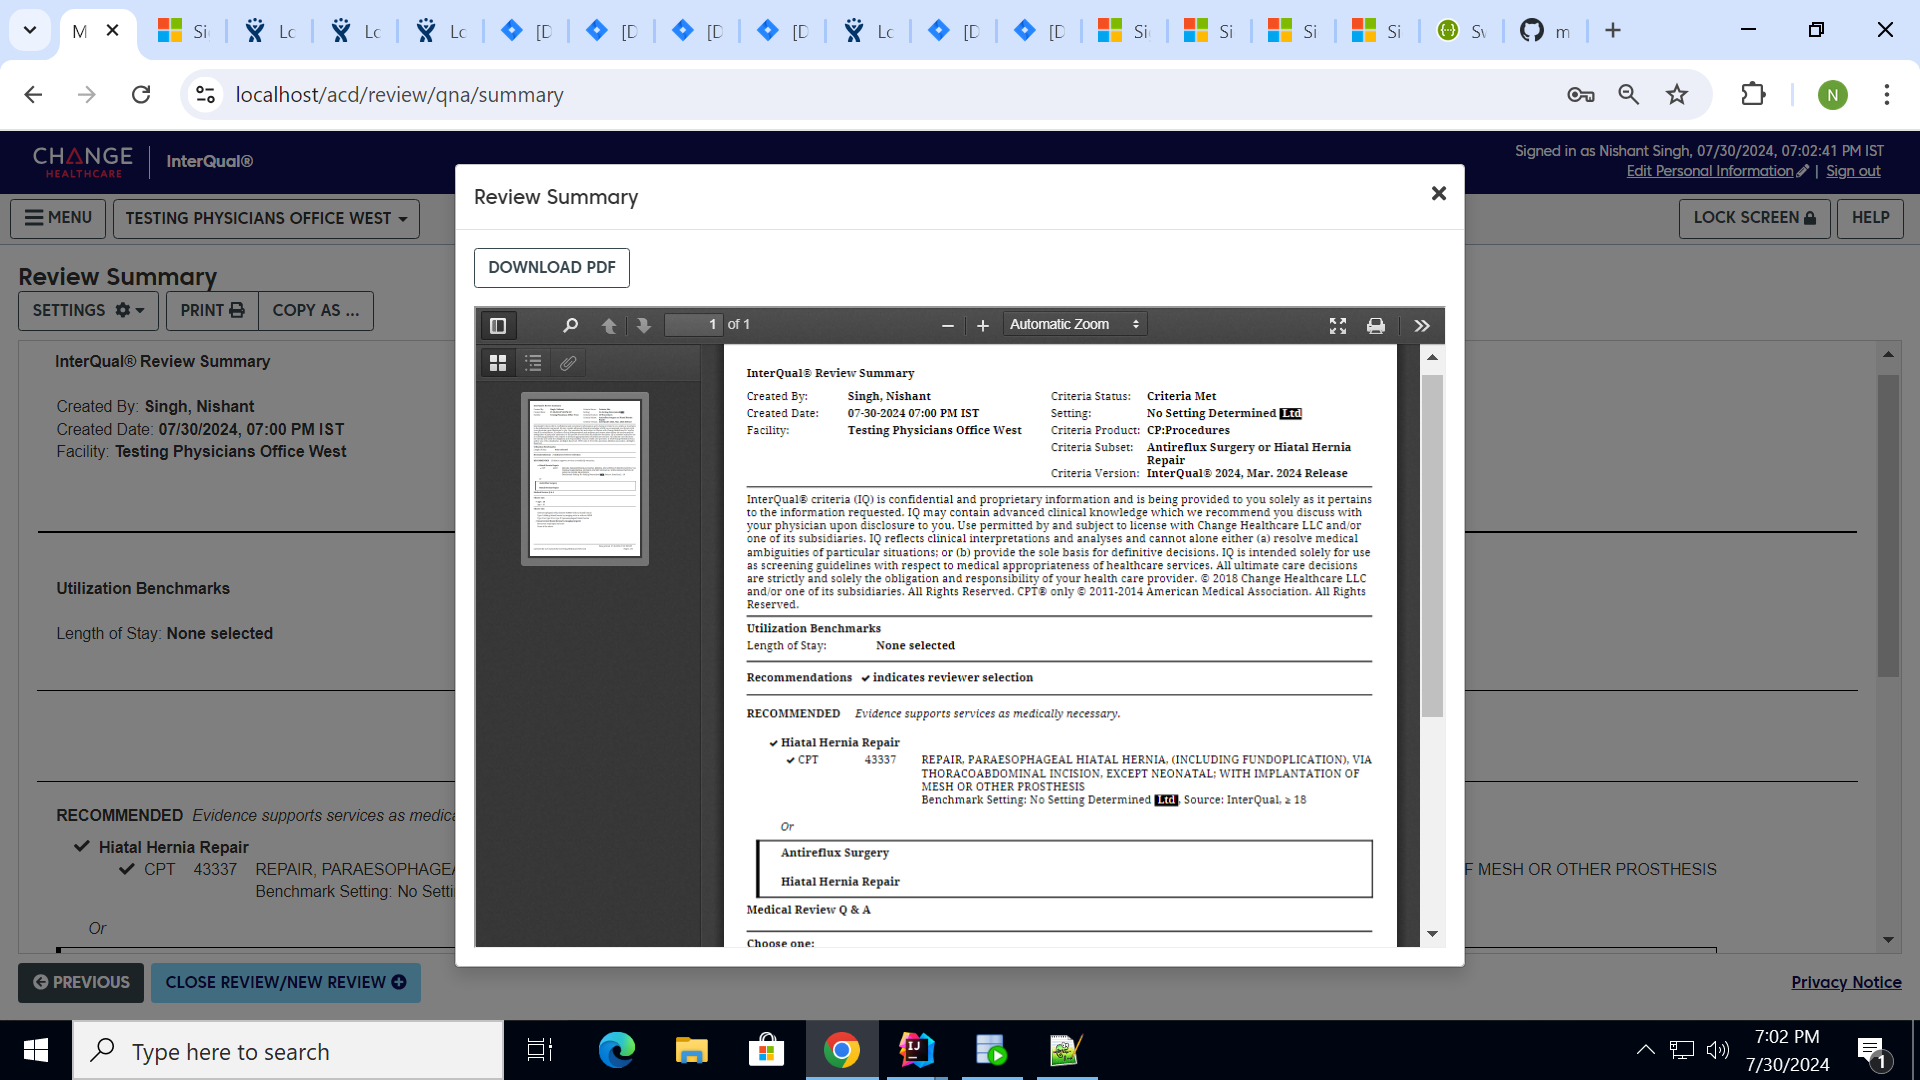 M
Si
Lo
Lo
Lo
[D
[D
[D
[D
Lo
[D
[D
Si
Si
Si
Si
Sv
m
localhost/acd/review/qna/summary
N
CHANGE
HEALTHCARE
InterQual®
Signed in as Nishant Singh, 07/30/2024, 07:02:41 PM IST
Edit Personal Information | Sign out
MENU
TESTING PHYSICIANS OFFICE WEST
LOCK SCREEN
HELP
Review Summary
SETTINGS
PRINT
COPY AS ...
InterQual® Review Summary
Created By: Singh, Nishant
Created Date: 07/30/2024, 07:00 PM IST
Facility: Testing Physicians Office West
Utilization Benchmarks
Length of Stay: None selected
RECOMMENDED Evidence supports services as medica
Hiatal Hernia Repair
CPT 43337 REPAIR, PARAESOPHAGEA
F MESH OR OTHER PROSTHESIS
Benchmark Setting: No Setti
Or
PREVIOUS
CLOSE REVIEW/NEW REVIEW
Privacy Notice
Review Summary
DOWNLOAD PDF
1 of 1
Automatic Zoom
InterQual® Review Summary
Created By: Singh, Nishant
Created Date: 07-30-2024 07:00 PM IST
Facility: Testing Physicians Office West
Criteria Status: Criteria Met
Setting: No Setting Determined Ltd
Criteria Product: CP:Procedures
Criteria Subset: Antireflux Surgery or Hiatal Hernia
Repair
Criteria Version: InterQual® 2024, Mar. 2024 Release
InterQual® criteria (IQ) is confidential and proprietary information and is being provided to you solely as it pertains
to the information requested. IQ may contain advanced clinical knowledge which we recommend you discuss with
your physician upon disclosure to you. Use permitted by and subject to license with Change Healthcare LLC and/or
one of its subsidiaries. IQ reflects clinical interpretations and analyses and cannot alone either (a) resolve medical
ambiguities of particular situations; or (b) provide the sole basis for definitive decisions. IQ is intended solely for use
as screening guidelines with respect to medical appropriateness of healthcare services. All ultimate care decisions
are strictly and solely the obligation and responsibility of your health care provider. © 2018 Change Healthcare LLC
and/or one of its subsidiaries. All Rights Reserved. CPT® only © 2011-2014 American Medical Association. All Rights
Reserved.
Utilization Benchmarks
Length of Stay: None selected
Recommendations ✔ indicates reviewer selection
RECOMMENDED Evidence supports services as medically necessary.
✔ Hiatal Hernia Repair
✔ CPT 43337 REPAIR, PARAESOPHAGEAL HIATAL HERNIA, (INCLUDING FUNDOPLICATION), VIA
THORACOABDOMINAL INCISION, EXCEPT NEONATAL; WITH IMPLANTATION OF
MESH OR OTHER PROSTHESIS
Benchmark Setting: No Setting Determined Ltd, Source: InterQual, ≥ 18
Or
Antireflux Surgery
Hiatal Hernia Repair
Medical Review Q & A
Choose one:
Type here to search
7:02 PM
7/30/2024
1